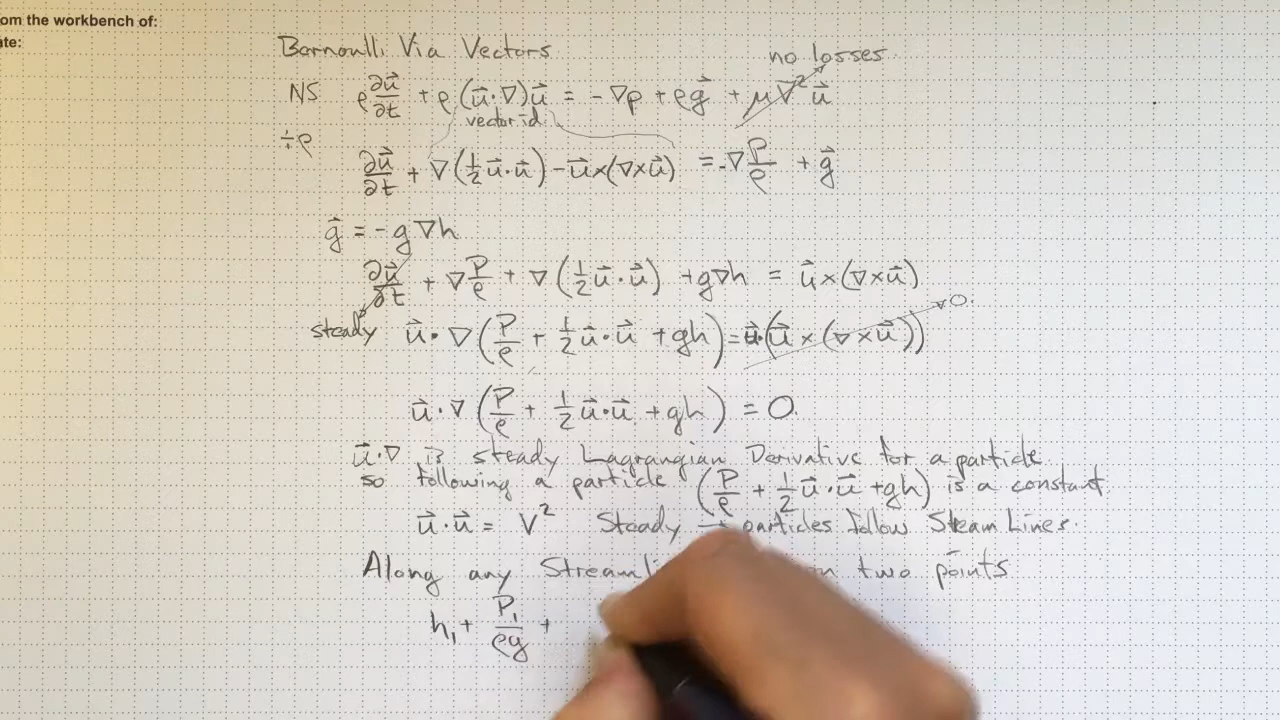 om the workbench of:
ate:
Bernoulli Via Vectors
no losses
NS ρ ∂u⃗/∂t + ρ(u⃗·∇)u⃗ = -∇p + ρg⃗ + μ∇²u⃗
vector id
÷ρ
∂u⃗/∂t + ∇(½u⃗·u⃗) - u⃗×(∇×u⃗) = -∇P/ρ + g⃗
g⃗ = -g∇h
∂u⃗/∂t + ∇P/ρ + ∇(½u⃗·u⃗) + g∇h = u⃗×(∇×u⃗)
0.
steady u⃗·∇(P/ρ + ½u⃗·u⃗ + gh) = u⃗·(u⃗×(∇×u⃗))
u⃗·∇(P/ρ + ½u⃗·u⃗ + gh) = 0.
u⃗·∇ is steady Lagrangian Derivative for a particle
so following a particle (P/ρ + ½u⃗·u⃗ + gh) is a constant.
u⃗·u⃗ = V² Steady → particles follow Steam Lines.
Along any two points
h₁ + P₁/ρg +